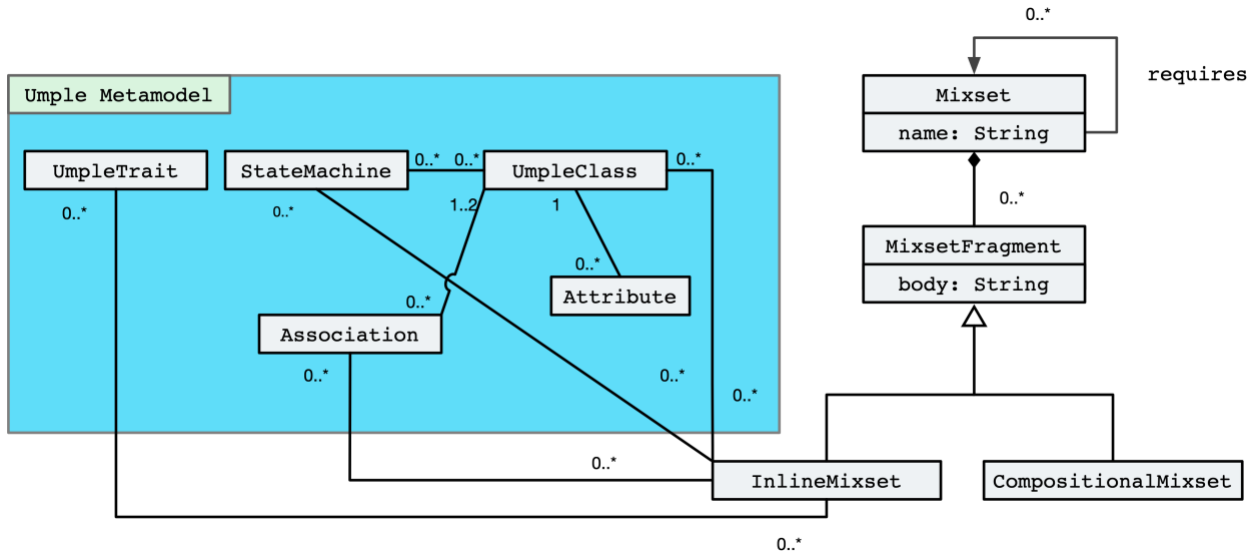 0..*
requires
Umple Metamodel
Mixset
name: String
UmpleTrait
StateMachine
0..*
0..*
UmpleClass
0..*
0..*
0..*
1..2
1
0..*
MixsetFragment
body: String
0..*
Attribute
0..*
Association
0..*
0..*
0..*
0..*
InlineMixset
CompositionalMixset
0..*